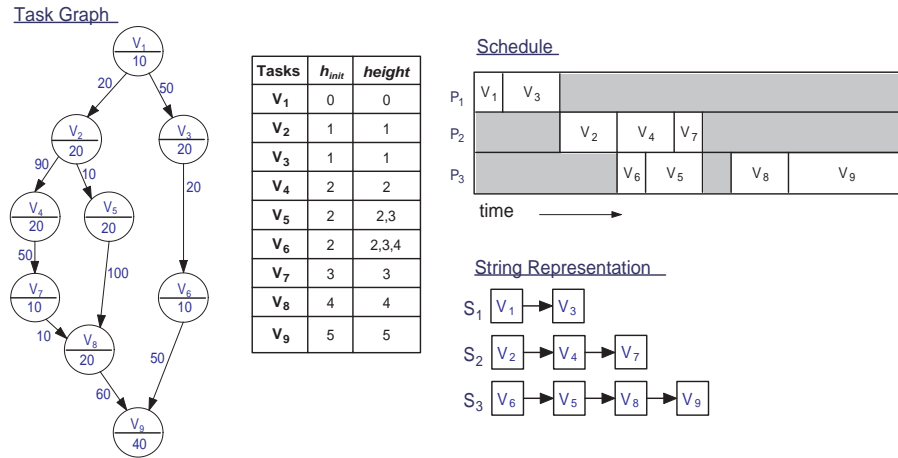 Task Graph
V1
10
20
50
V2
20
V3
20
90
10
20
V4
20
V5
20
50
100
V7
10
V6
10
10
V8
20
50
60
V9
40
Tasks hinit height
V1 0 0
V2 1 1
V3 1 1
V4 2 2
V5 2 2,3
V6 2 2,3,4
V7 3 3
V8 4 4
V9 5 5
Schedule
P1 V1 V3
P2 V2 V4 V7
P3 V6 V5 V8 V9
time
String Representation
S1 V1 V3
S2 V2 V4 V7
S3 V6 V5 V8 V9